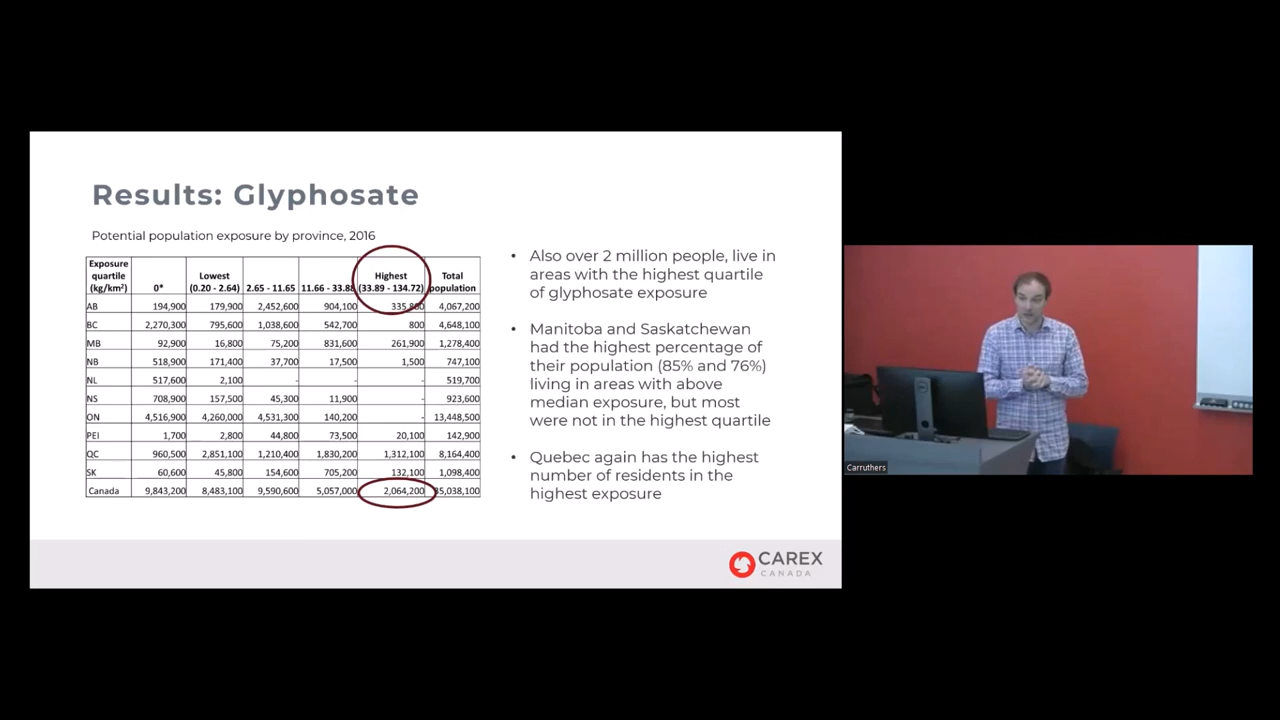 Results: Glyphosate
Potential population exposure by province, 2016
Exposure quartile (kg/km²) 0* Lowest (0.20 - 2.64) 2.65 - 11.65 11.66 - 33.88 Highest (33.89 - 134.72) Total population
AB 194,900 179,900 2,452,600 904,100 335,800 4,067,200
BC 2,270,300 795,600 1,038,600 542,700 800 4,648,100
MB 92,900 16,800 75,200 831,600 261,900 1,278,400
NB 518,900 171,400 37,700 17,500 1,500 747,100
NL 517,600 2,100 - - - 519,700
NS 708,900 157,500 45,300 11,900 - 923,600
ON 4,516,900 4,260,000 4,531,300 140,200 - 13,448,500
PEI 1,700 2,800 44,800 73,500 20,100 142,900
QC 960,500 2,851,100 1,210,400 1,830,200 1,312,100 8,164,400
SK 60,600 45,800 154,600 705,200 132,100 1,098,400
Canada 9,843,200 8,483,100 9,590,600 5,057,000 2,064,200 35,038,100
• Also over 2 million people, live in
areas with the highest quartile
of glyphosate exposure
• Manitoba and Saskatchewan
had the highest percentage of
their population (85% and 76%)
living in areas with above
median exposure, but most
were not in the highest quartile
• Quebec again has the highest
number of residents in the
highest exposure
CAREX
CANADA
Carruthers